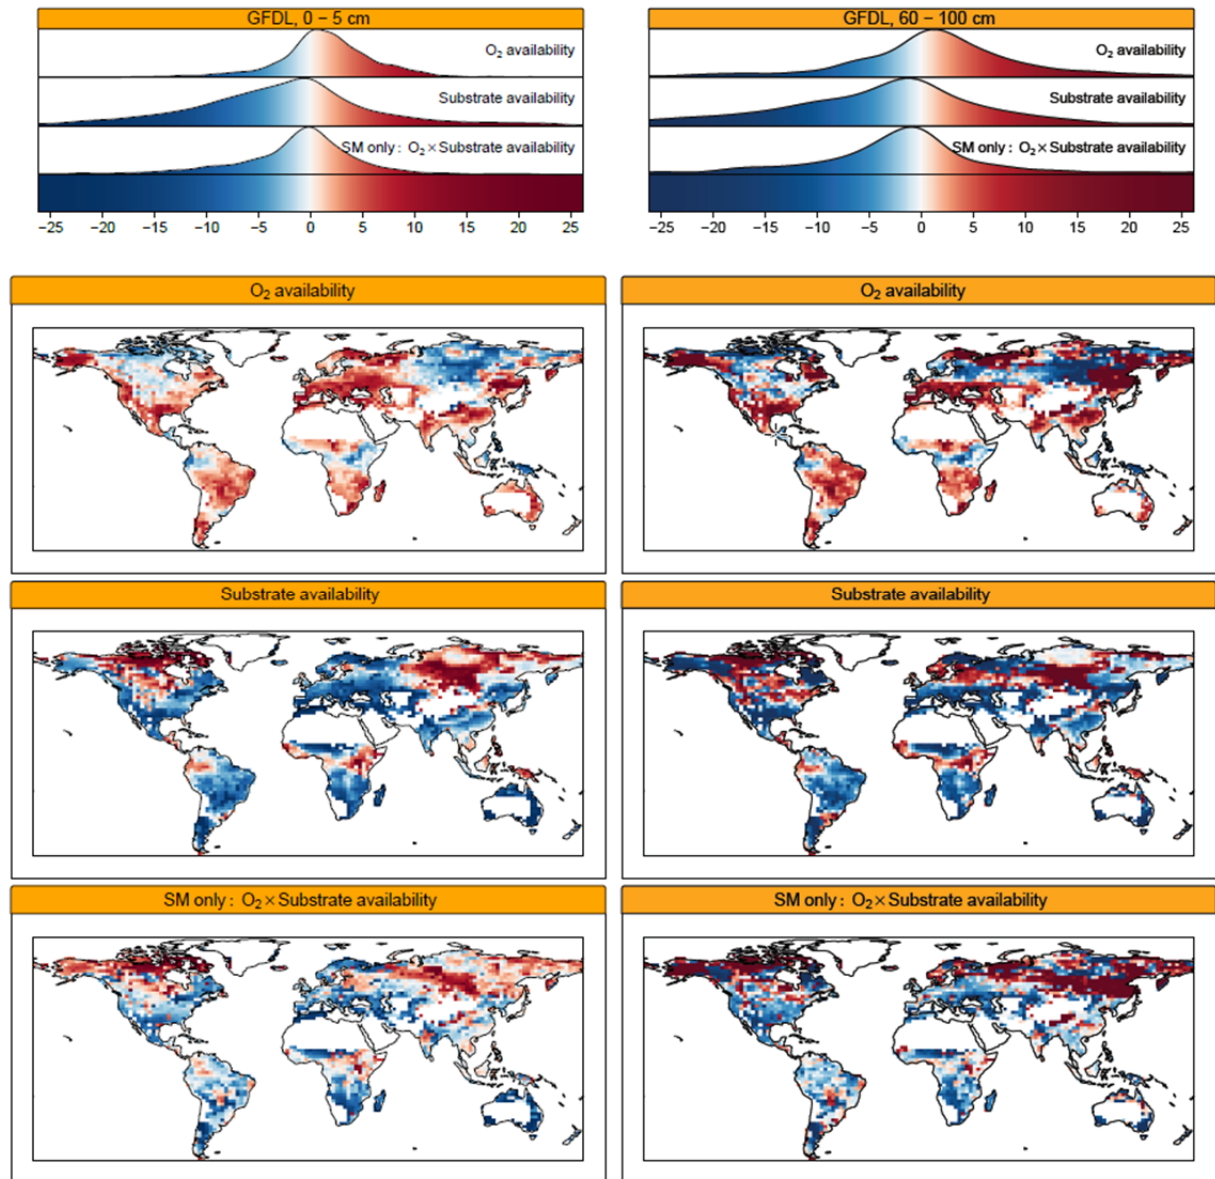 GFDL, 0 − 5 cm
O₂ availability
Substrate availability
SM only : O₂ × Substrate availability
−25 −20 −15 −10 −5 0 5 10 15 20 25
GFDL, 60 − 100 cm
O₂ availability
Substrate availability
SM only : O₂ × Substrate availability
−25 −20 −15 −10 −5 0 5 10 15 20 25
O₂ availability
O₂ availability
Substrate availability
Substrate availability
SM only : O₂ × Substrate availability
SM only : O₂ × Substrate availability